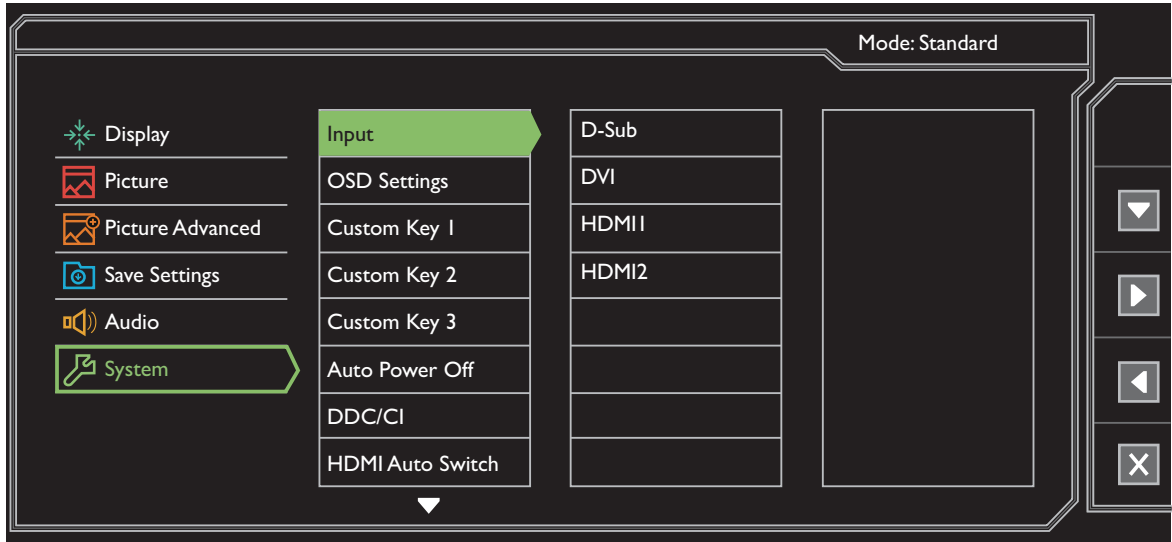 Mode: Standard
Display
Picture
Picture Advanced
Save Settings
Audio
System
Input
OSD Settings
Custom Key 1
Custom Key 2
Custom Key 3
Auto Power Off
DDC/CI
HDMI Auto Switch
D-Sub
DVI
HDMI1
HDMI2